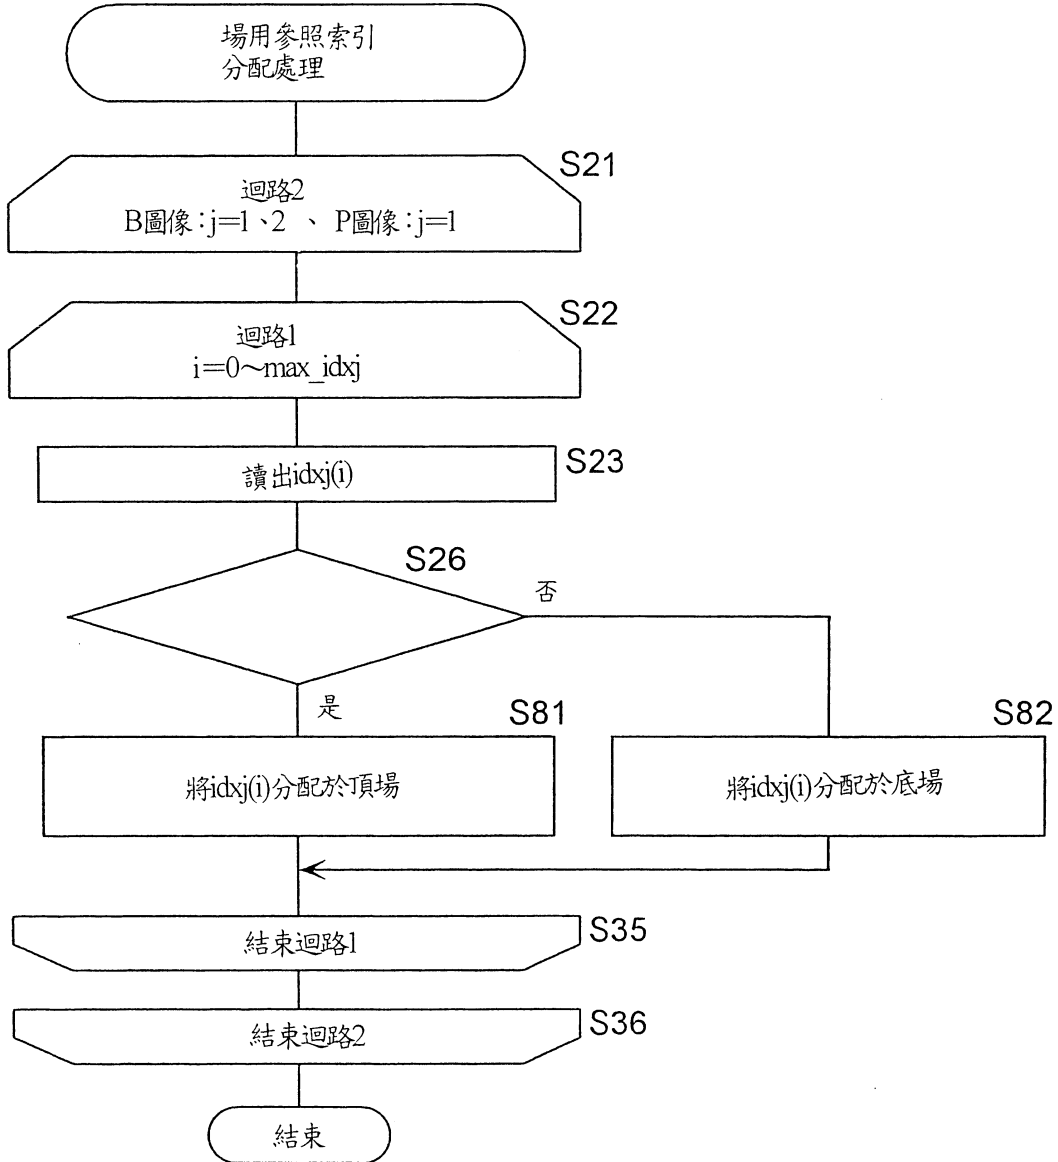 場用參照索引
分配處理
S21
迴路2
B圖像：j=1、2 、 P圖像：j=1
S22
迴路1
i=0～max_idxj
S23
讀出idxj(i)
S26
否
是
S81
將idxj(i)分配於頂場
S82
將idxj(i)分配於底場
S35
結束迴路1
S36
結束迴路2
結束